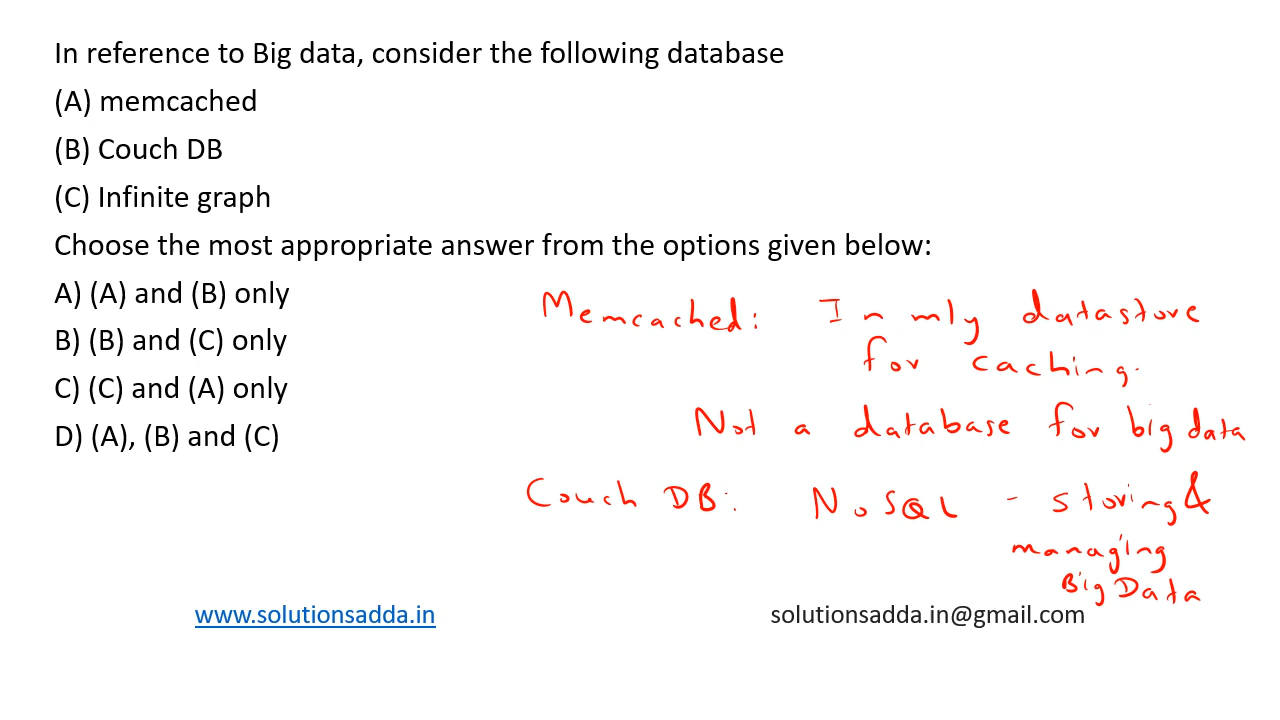 In reference to Big data, consider the following database
(A) memcached
(B) Couch DB
(C) Infinite graph
Choose the most appropriate answer from the options given below:
A) (A) and (B) only
B) (B) and (C) only
C) (C) and (A) only
D) (A), (B) and (C)
Memcached: In mly datastore
for caching.
Not a database for big data
Couch DB: NoSQL - storing &
managing
Big Data
www.solutionsadda.in
solutionsadda.in@gmail.com